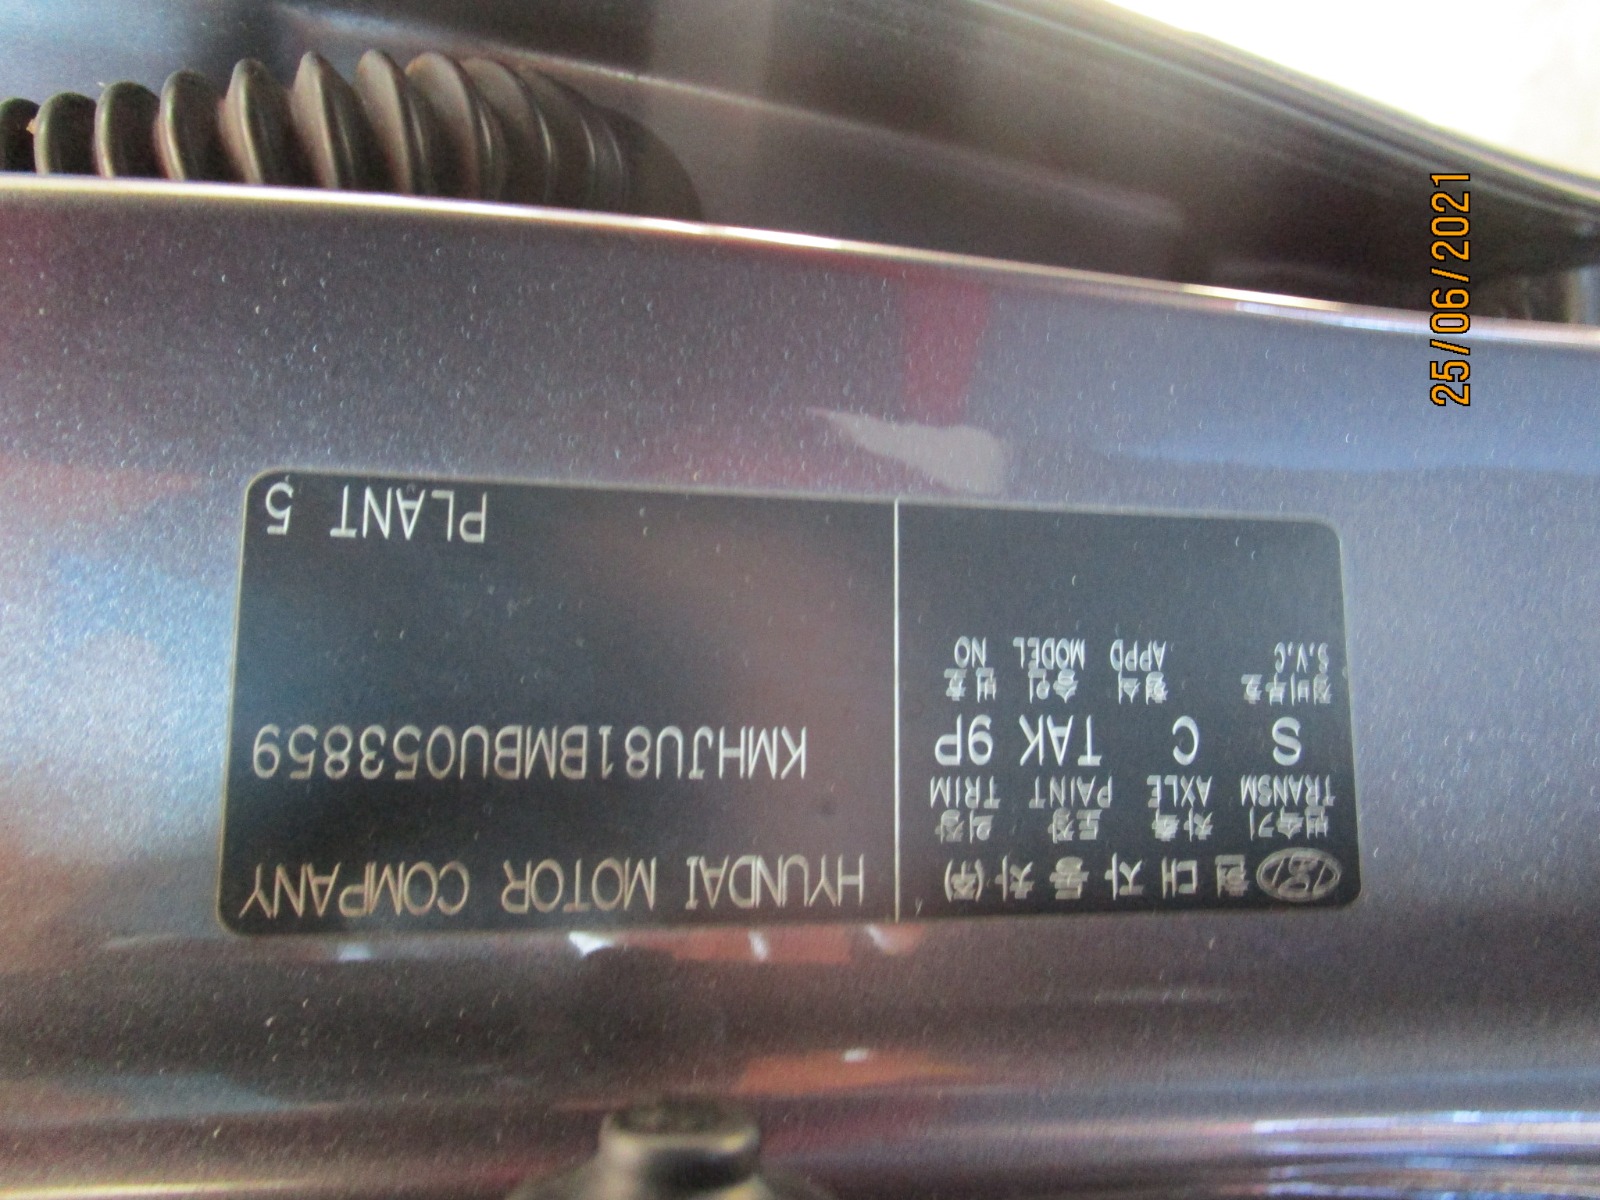 현대자동차(주)
HYUNDAI MOTOR COMPANY
변속기 차축 도장 의장
TRANSM AXLE PAINT TRIM
S C TAK 9P
KMHJU81BMBU053859
정비부호 형식 승인 번호
S.V.C APPD MODEL NO
PLANT 5
25/06/2021